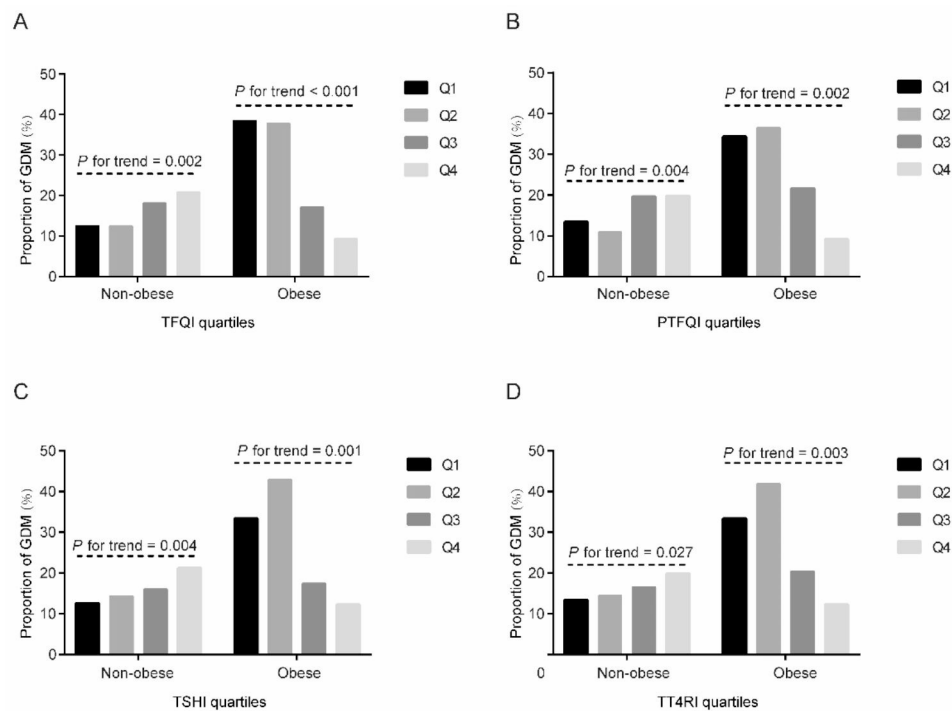 A
Proportion of GDM (%)
50
40
30
20
10
0
P for trend = 0.002
P for trend < 0.001
Q1
Q2
Q3
Q4
Non-obese
Obese
TFQI quartiles
B
Proportion of GDM (%)
50
40
30
20
10
0
P for trend = 0.004
P for trend = 0.002
Q1
Q2
Q3
Q4
Non-obese
Obese
PTFQI quartiles
C
Proportion of GDM (%)
50
40
30
20
10
0
P for trend = 0.004
P for trend = 0.001
Q1
Q2
Q3
Q4
Non-obese
Obese
TSHI quartiles
D
Proportion of GDM (%)
50
40
30
20
10
0
P for trend = 0.027
P for trend = 0.003
Q1
Q2
Q3
Q4
Non-obese
Obese
TT4RI quartiles